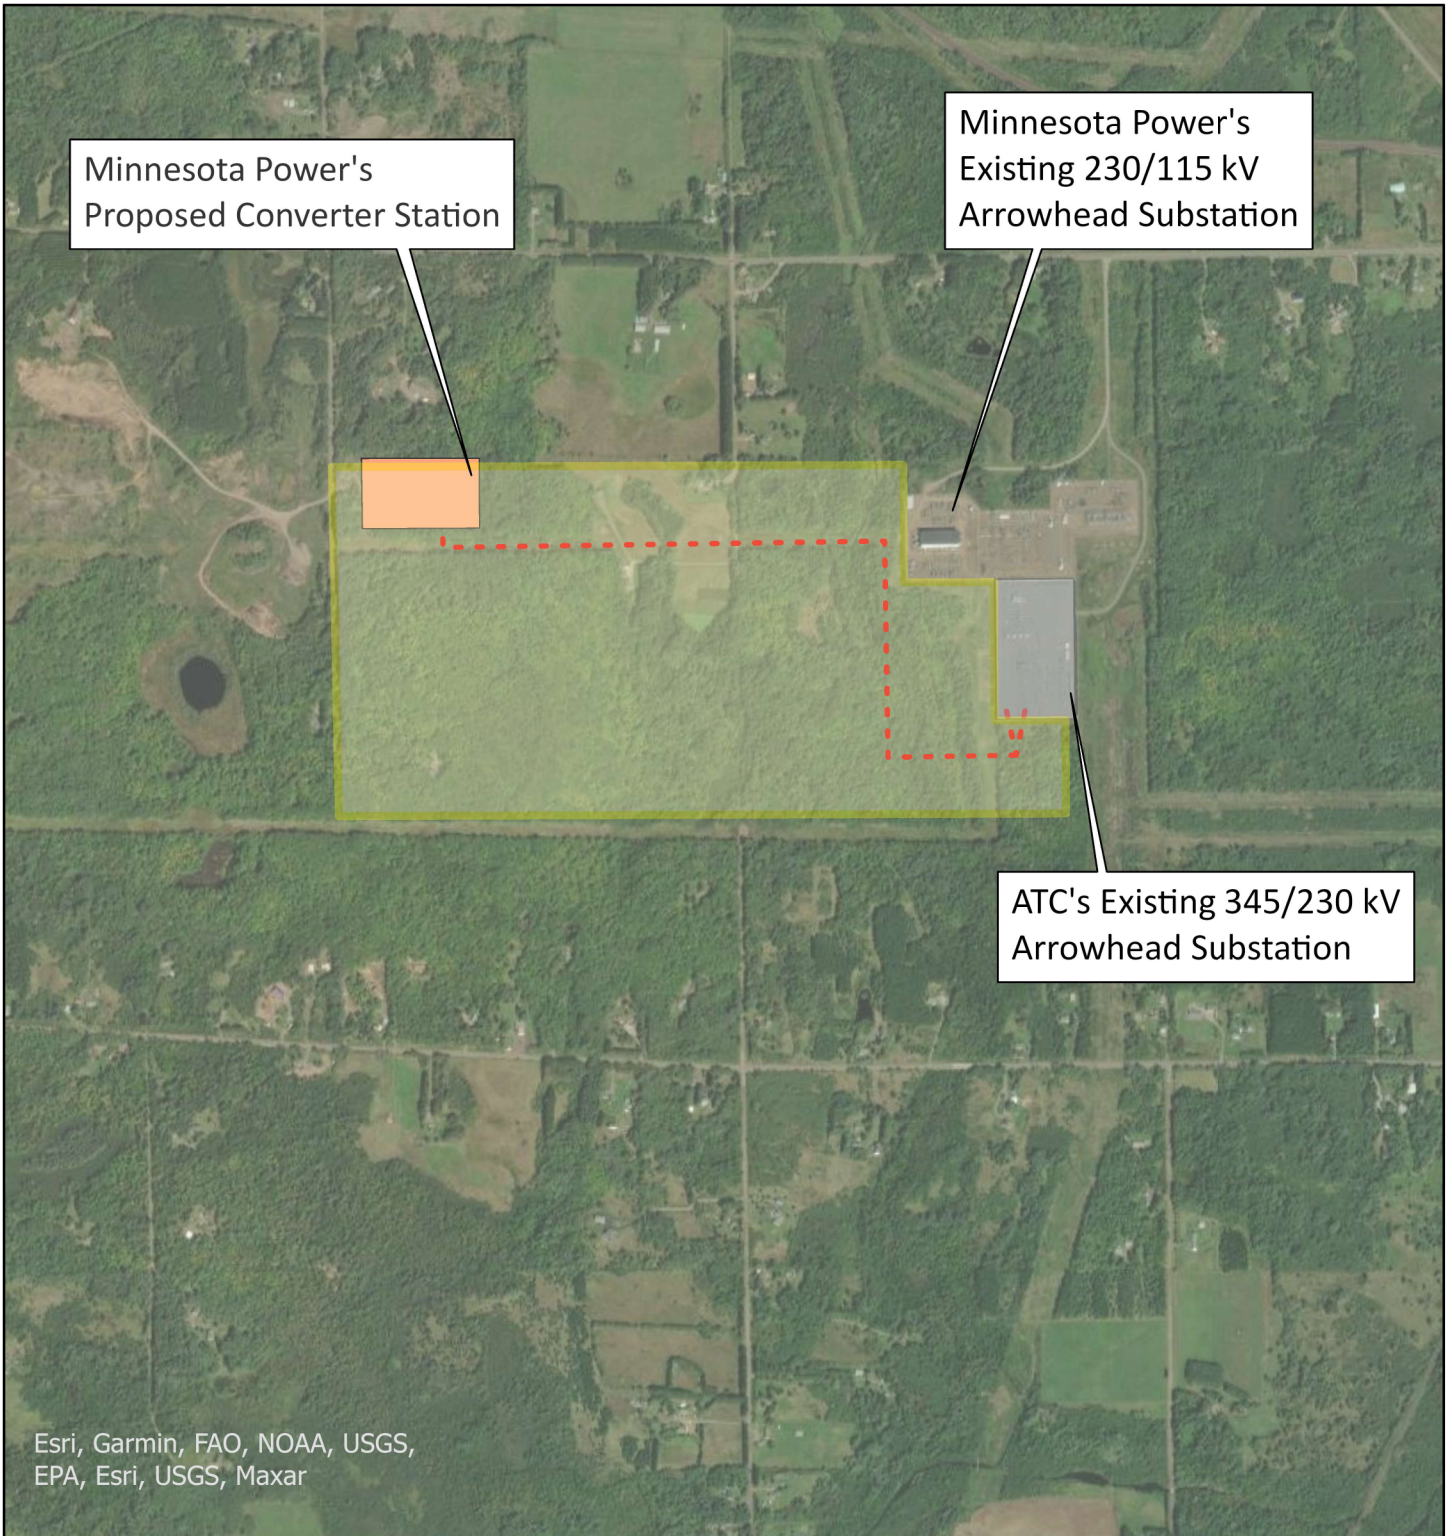 Minnesota Power's
Proposed Converter Station
Minnesota Power's
Existing 230/115 kV
Arrowhead Substation
ATC's Existing 345/230 kV
Arrowhead Substation
Esri, Garmin, FAO, NOAA, USGS,
EPA, Esri, USGS, Maxar